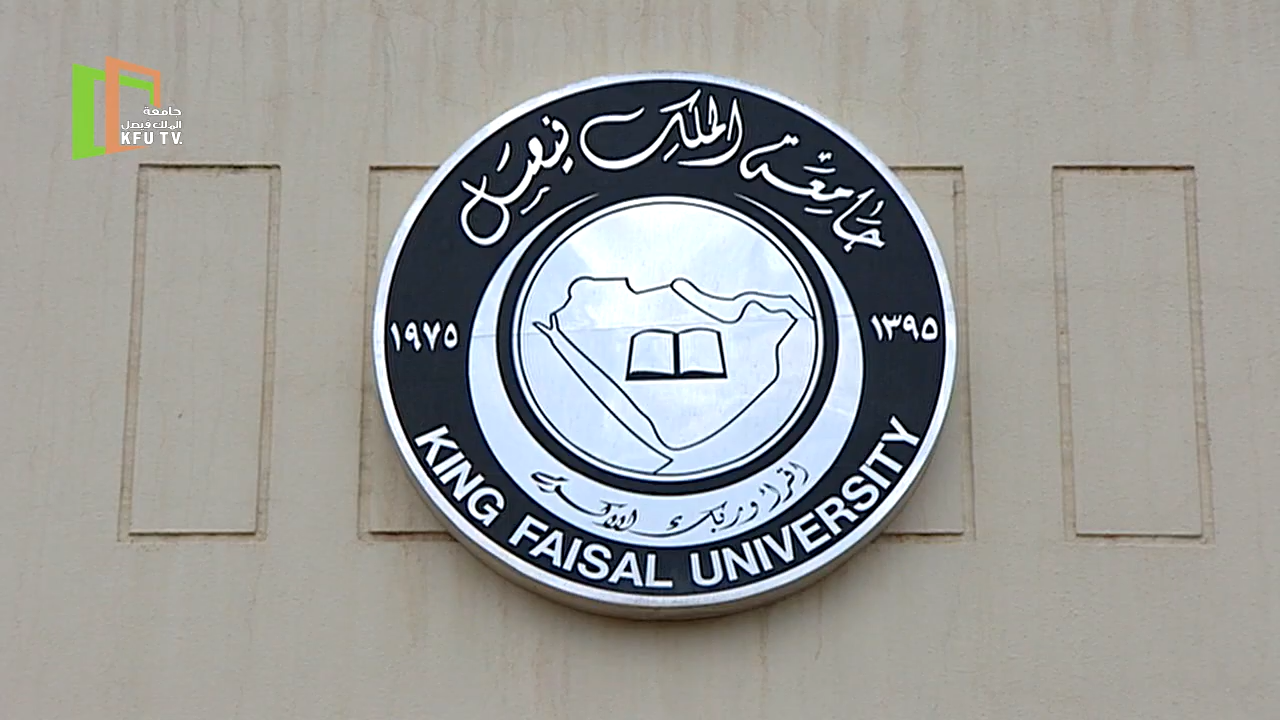 جامعة
الملك فيصل
KFU TV.
جامعة الملك فيصل
١٩٧٥
١٣٩٥
اقرأ وربك الأكرم
KING FAISAL UNIVERSITY